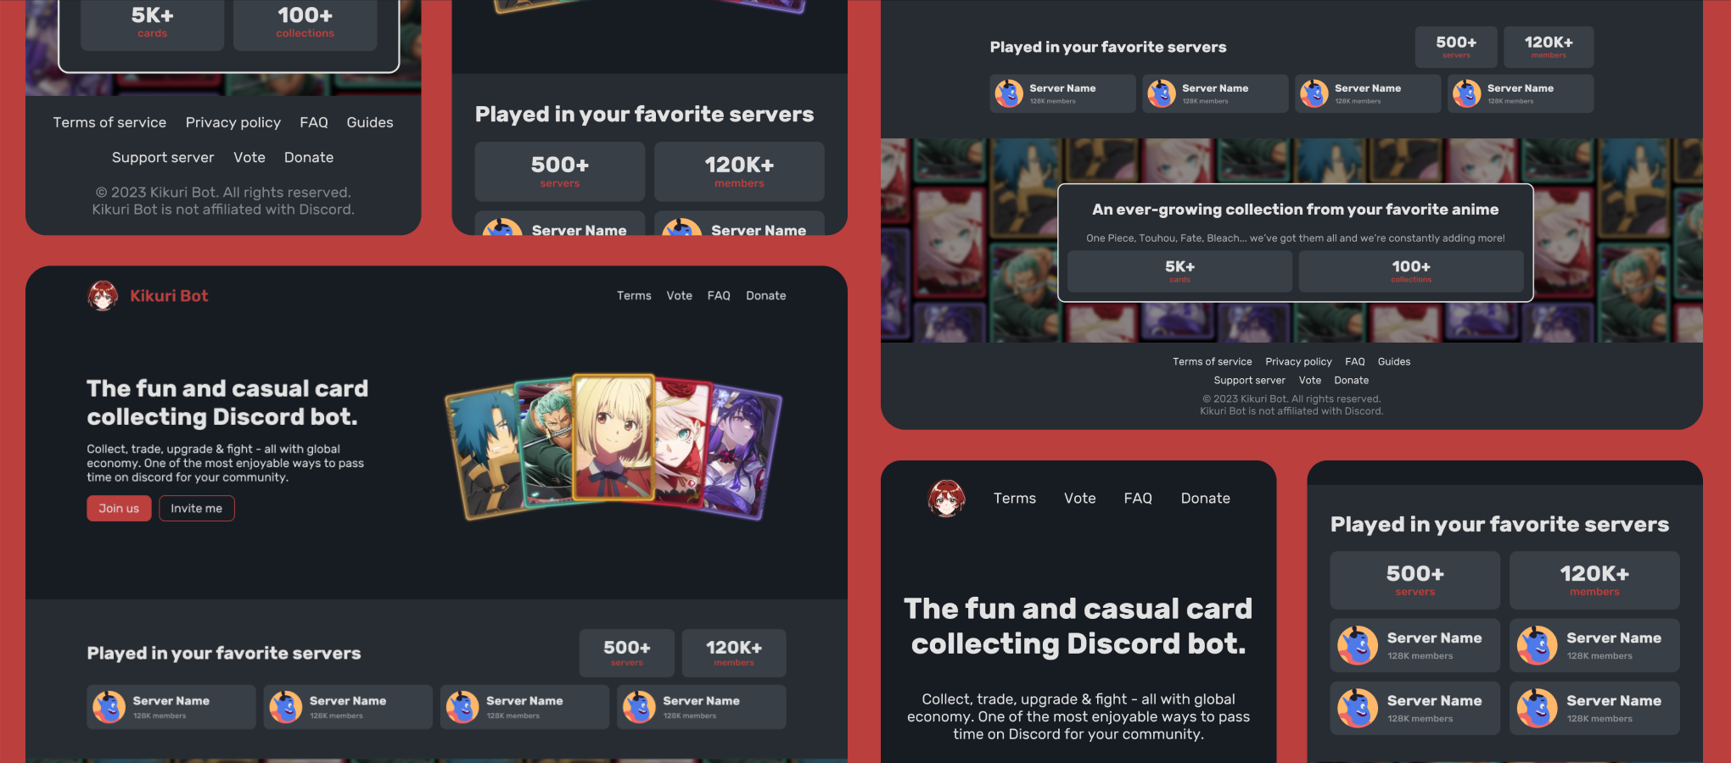 5K+
cards
100+
collections
Terms of service Privacy policy FAQ Guides
Support server Vote Donate
© 2023 Kikuri Bot. All rights reserved.
Kikuri Bot is not affiliated with Discord.
Played in your favorite servers
500+
servers
120K+
members
Server Name
Server Name
Kikuri Bot
Terms Vote FAQ Donate
The fun and casual card
collecting Discord bot.
Collect, trade, upgrade & fight - all with global
economy. One of the most enjoyable ways to pass
time on discord for your community.
Join us
Invite me
Played in your favorite servers
500+
servers
120K+
members
Server Name
128K members
Server Name
128K members
Server Name
128K members
Server Name
128K members
Played in your favorite servers
500+
servers
120K+
members
Server Name
128K members
Server Name
128K members
Server Name
128K members
Server Name
128K members
An ever-growing collection from your favorite anime
One Piece, Touhou, Fate, Bleach... we've got them all and we're constantly adding more!
5K+
cards
100+
collections
Terms of service Privacy policy FAQ Guides
Support server Vote Donate
© 2023 Kikuri Bot. All rights reserved.
Kikuri Bot is not affiliated with Discord.
Terms Vote FAQ Donate
The fun and casual card
collecting Discord bot.
Collect, trade, upgrade & fight - all with global
economy. One of the most enjoyable ways to pass
time on Discord for your community.
Played in your favorite servers
500+
servers
120K+
members
Server Name
128K members
Server Name
128K members
Server Name
128K members
Server Name
128K members